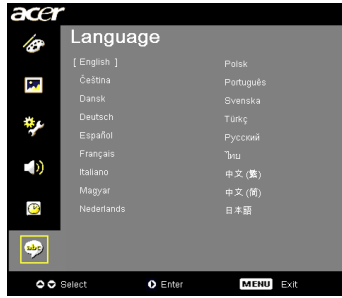 acer
Language
[ English ]
Čeština
Dansk
Deutsch
Español
Français
Italiano
Magyar
Nederlands
Polsk
Português
Svenska
Türkç
Русский
ไทย
中文 (繁)
中文 (简)
日本語
abc
Select
Enter
MENU Exit